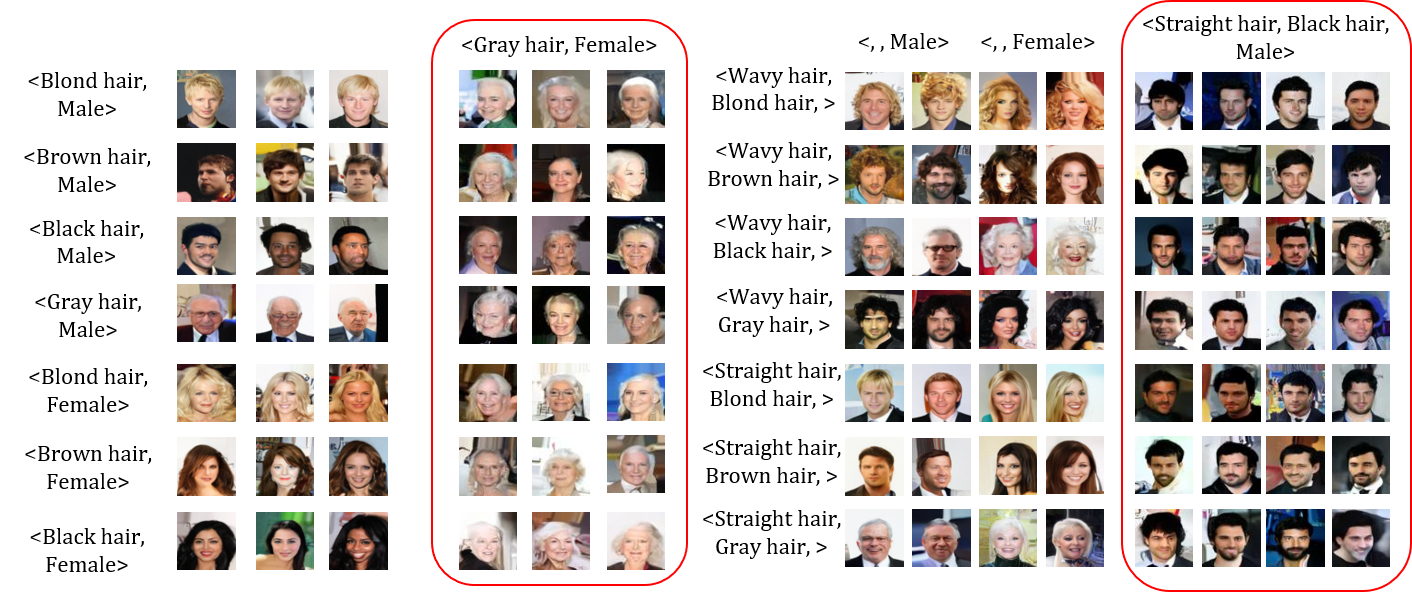 <Blond hair,
Male>
<Brown hair,
Male>
<Black hair,
Male>
<Gray hair,
Male>
<Blond hair,
Female>
<Brown hair,
Female>
<Black hair,
Female>
<Gray hair, Female>
<, , Male>
<, , Female>
<Wavy hair,
Blond hair, >
<Wavy hair,
Brown hair, >
<Wavy hair,
Black hair, >
<Wavy hair,
Gray hair, >
<Straight hair,
Blond hair, >
<Straight hair,
Brown hair, >
<Straight hair,
Gray hair, >
<Straight hair, Black hair,
Male>